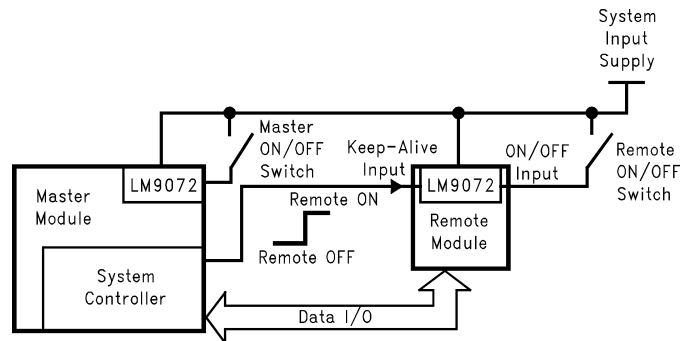 System
Input
Supply
Master
ON/OFF
Switch
Keep-Alive
Input
ON/OFF
Input
Remote
ON/OFF
Switch
LM9072
LM9072
Master
Module
Remote ON
Remote OFF
Remote
Module
System
Controller
Data I/O